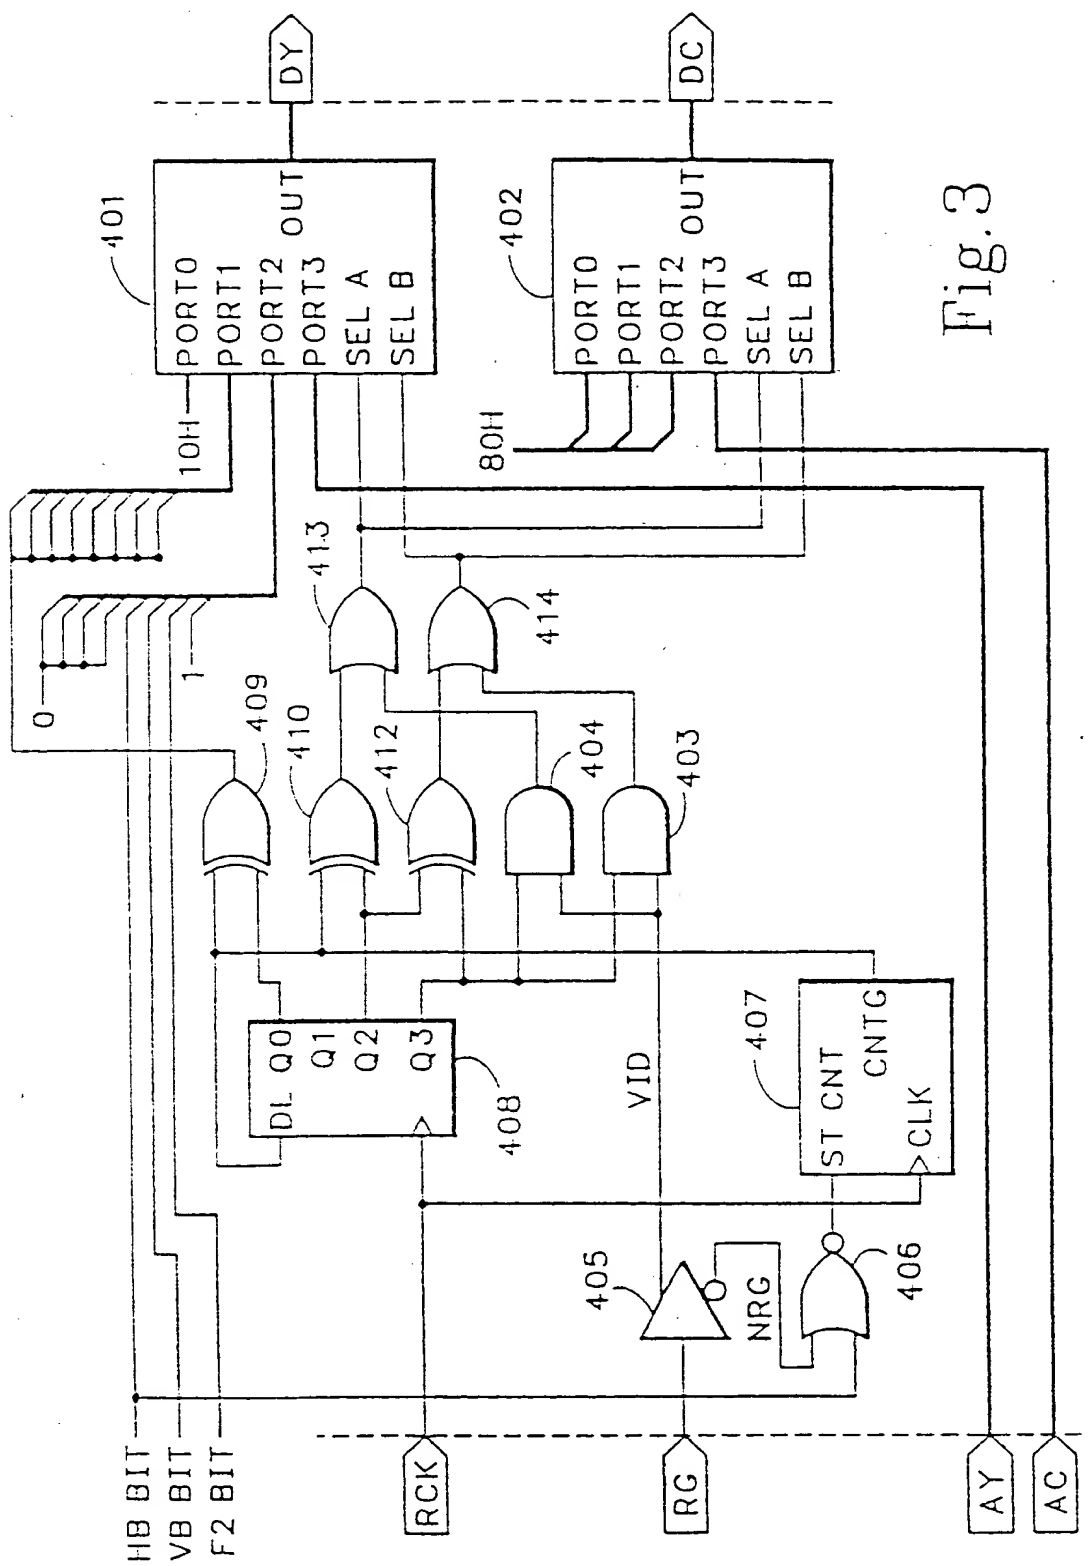 HB BIT
VB BIT
F2 BIT
RCK
RG
AY
AC
0
1
10H
80H
DL Q0
Q1
Q2
Q3
408
409
410
412
404
403
413
414
VID
NRG
405
406
ST CNT
CNTG
CLK
407
401
PORT0
PORT1
PORT2
PORT3
SEL A
SEL B
OUT
DY
402
PORT0
PORT1
PORT2
PORT3
SEL A
SEL B
OUT
DC
Fig.3